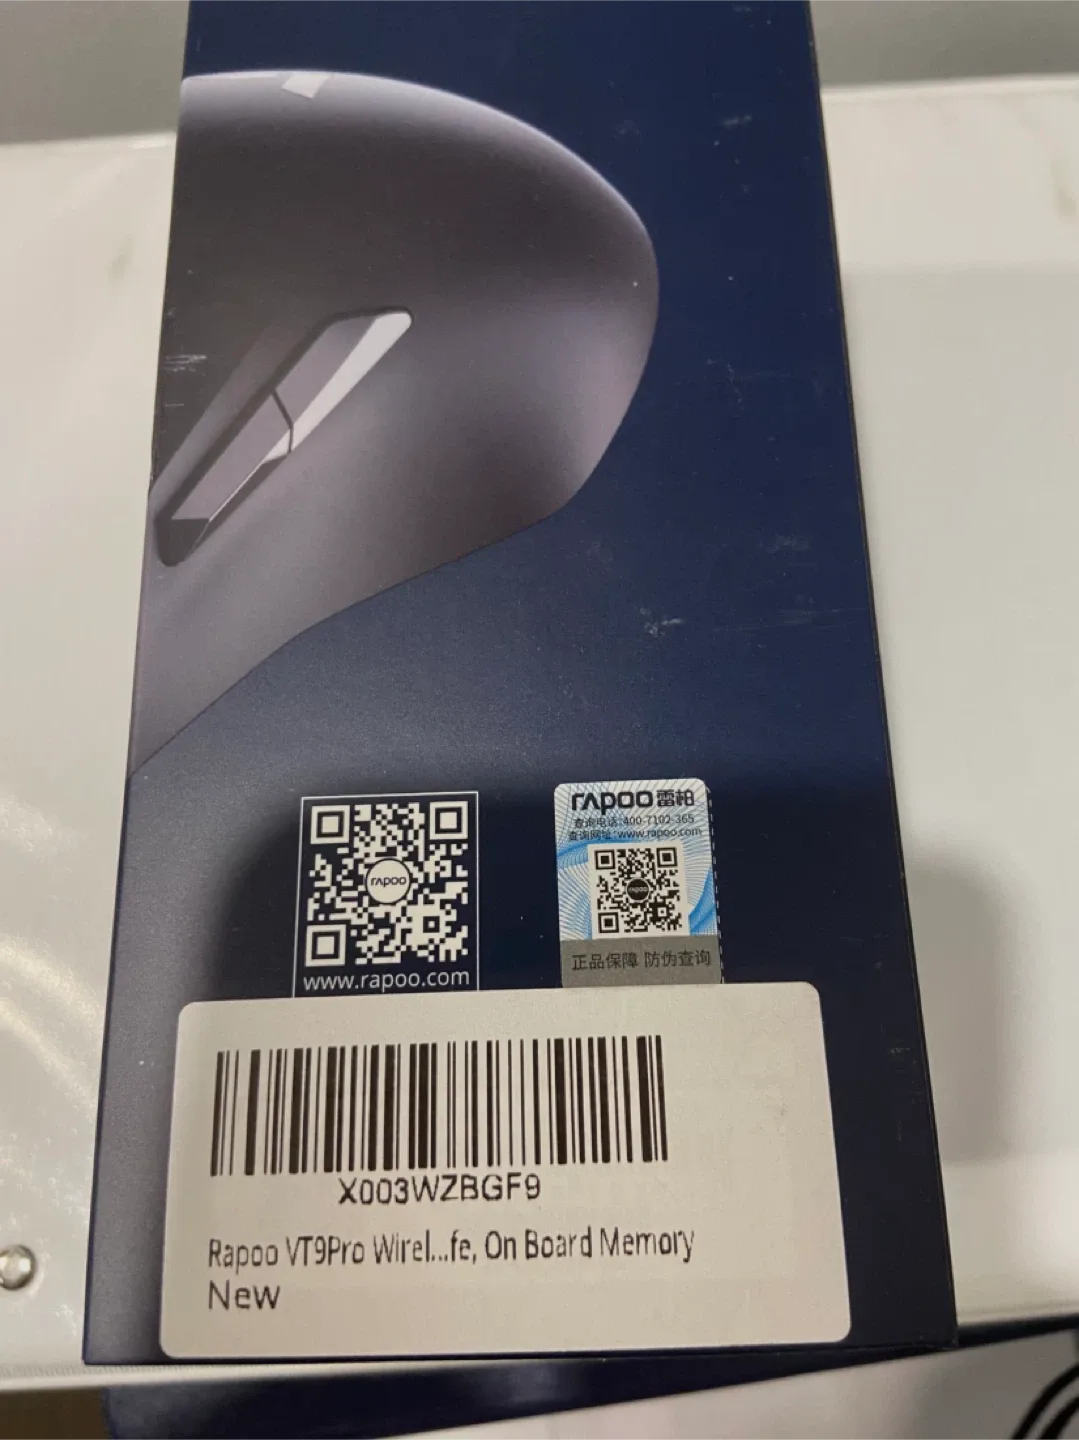 rapoo
www.rapoo.com
rapoo雷柏
查询电话:400-7102-365
查询网址:www.rapoo.com
rapoo
正品保障 防伪查询
X003WZBGF9
Rapoo VT9Pro Wirel...fe, On Board Memory
New